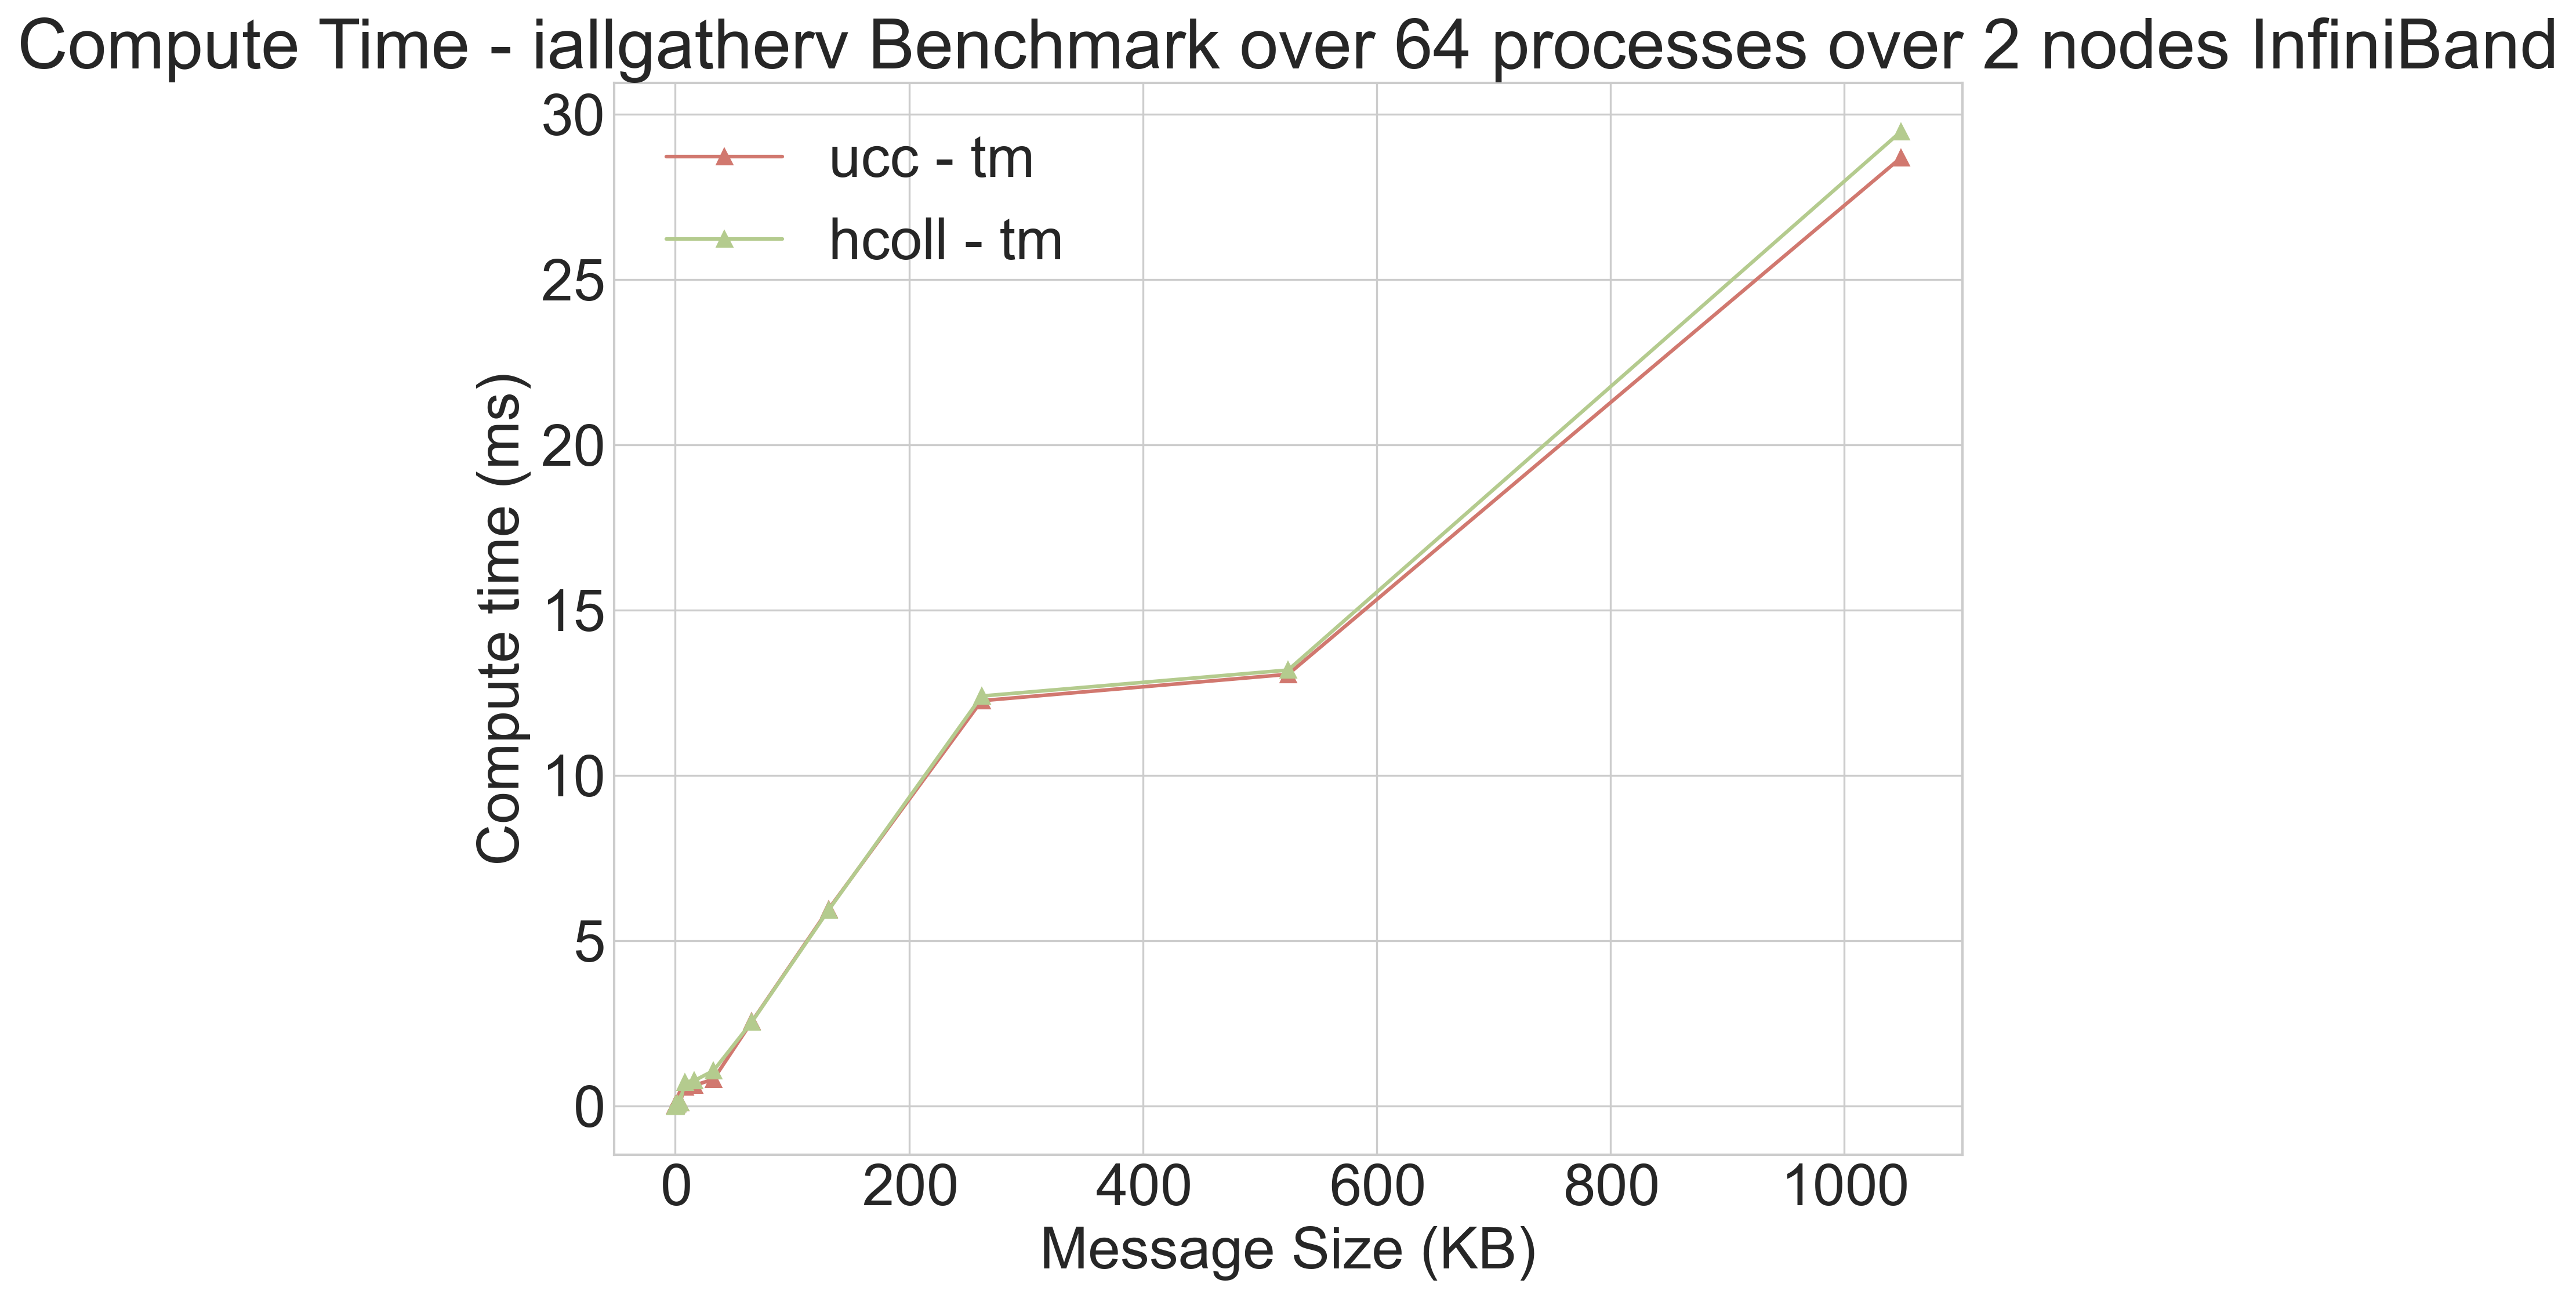 Compute Time - iallgatherv Benchmark over 64 processes over 2 nodes InfiniBand
30
25
20
15
10
5
0
Compute time (ms)
ucc - tm
hcoll - tm
0 200 400 600 800 1000
Message Size (KB)